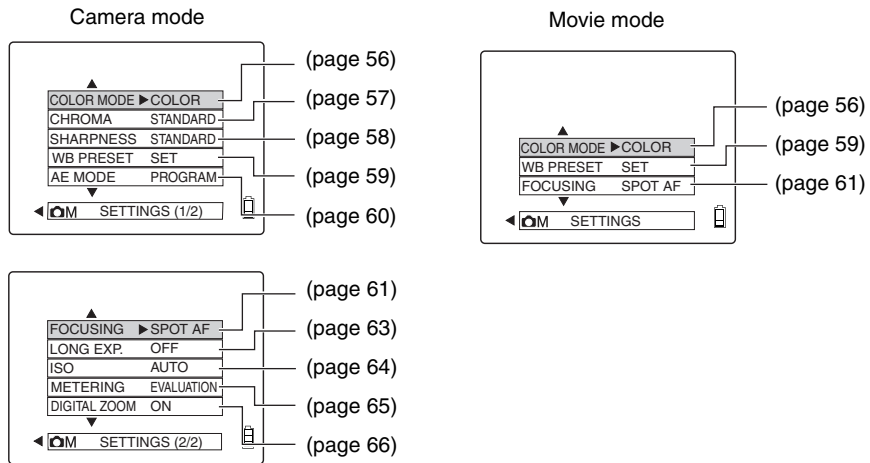 Camera mode
COLOR MODE ▶COLOR (page 56)
CHROMA STANDARD (page 57)
SHARPNESS STANDARD (page 58)
WB PRESET SET (page 59)
AE MODE PROGRAM (page 60)
M SETTINGS (1/2)
FOCUSING ▶SPOT AF (page 61)
LONG EXP. OFF (page 63)
ISO AUTO (page 64)
METERING EVALUATION (page 65)
DIGITAL ZOOM ON (page 66)
M SETTINGS (2/2)
Movie mode
COLOR MODE ▶COLOR (page 56)
WB PRESET SET (page 59)
FOCUSING SPOT AF (page 61)
M SETTINGS